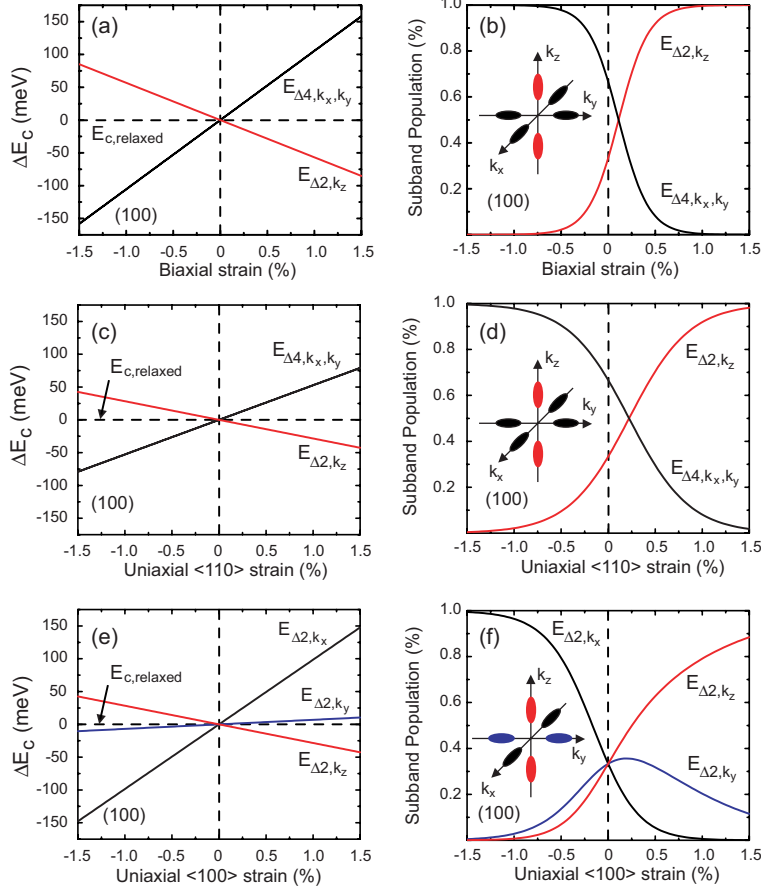 (a)
ΔE_C (meV)
150
100
50
0
-50
-100
-150
E_Δ4,k_x,k_y
E_c,relaxed
E_Δ2,k_z
(100)
-1.5 -1.0 -0.5 0 0.5 1.0 1.5
Biaxial strain (%)
(b)
Subband Population (%)
1.0
0.8
0.6
0.4
0.2
k_z
k_y
k_x
E_Δ2,k_z
E_Δ4,k_x,k_y
(100)
-1.5 -1.0 -0.5 0 0.5 1.0 1.5
Biaxial strain (%)
(c)
ΔE_C (meV)
150
100
50
0
-50
-100
-150
E_c,relaxed
E_Δ4,k_x,k_y
E_Δ2,k_z
(100)
-1.5 -1.0 -0.5 0 0.5 1.0 1.5
Uniaxial <110> strain (%)
(d)
Subband Population (%)
1.0
0.8
0.6
0.4
0.2
k_z
k_y
k_x
E_Δ2,k_z
E_Δ4,k_x,k_y
(100)
-1.5 -1.0 -0.5 0 0.5 1.0 1.5
Uniaxial <110> strain (%)
(e)
ΔE_C (meV)
150
100
50
0
-50
-100
-150
E_Δ2,k_x
E_c,relaxed
E_Δ2,k_y
E_Δ2,k_z
(100)
-1.5 -1.0 -0.5 0 0.5 1.0 1.5
Uniaxial <100> strain (%)
(f)
Subband Population (%)
1.0
0.8
0.6
0.4
0.2
0
E_Δ2,k_x
k_z
k_y
k_x
E_Δ2,k_z
E_Δ2,k_y
(100)
-1.5 -1.0 -0.5 0 0.5 1.0 1.5
Uniaxial <100> strain (%)